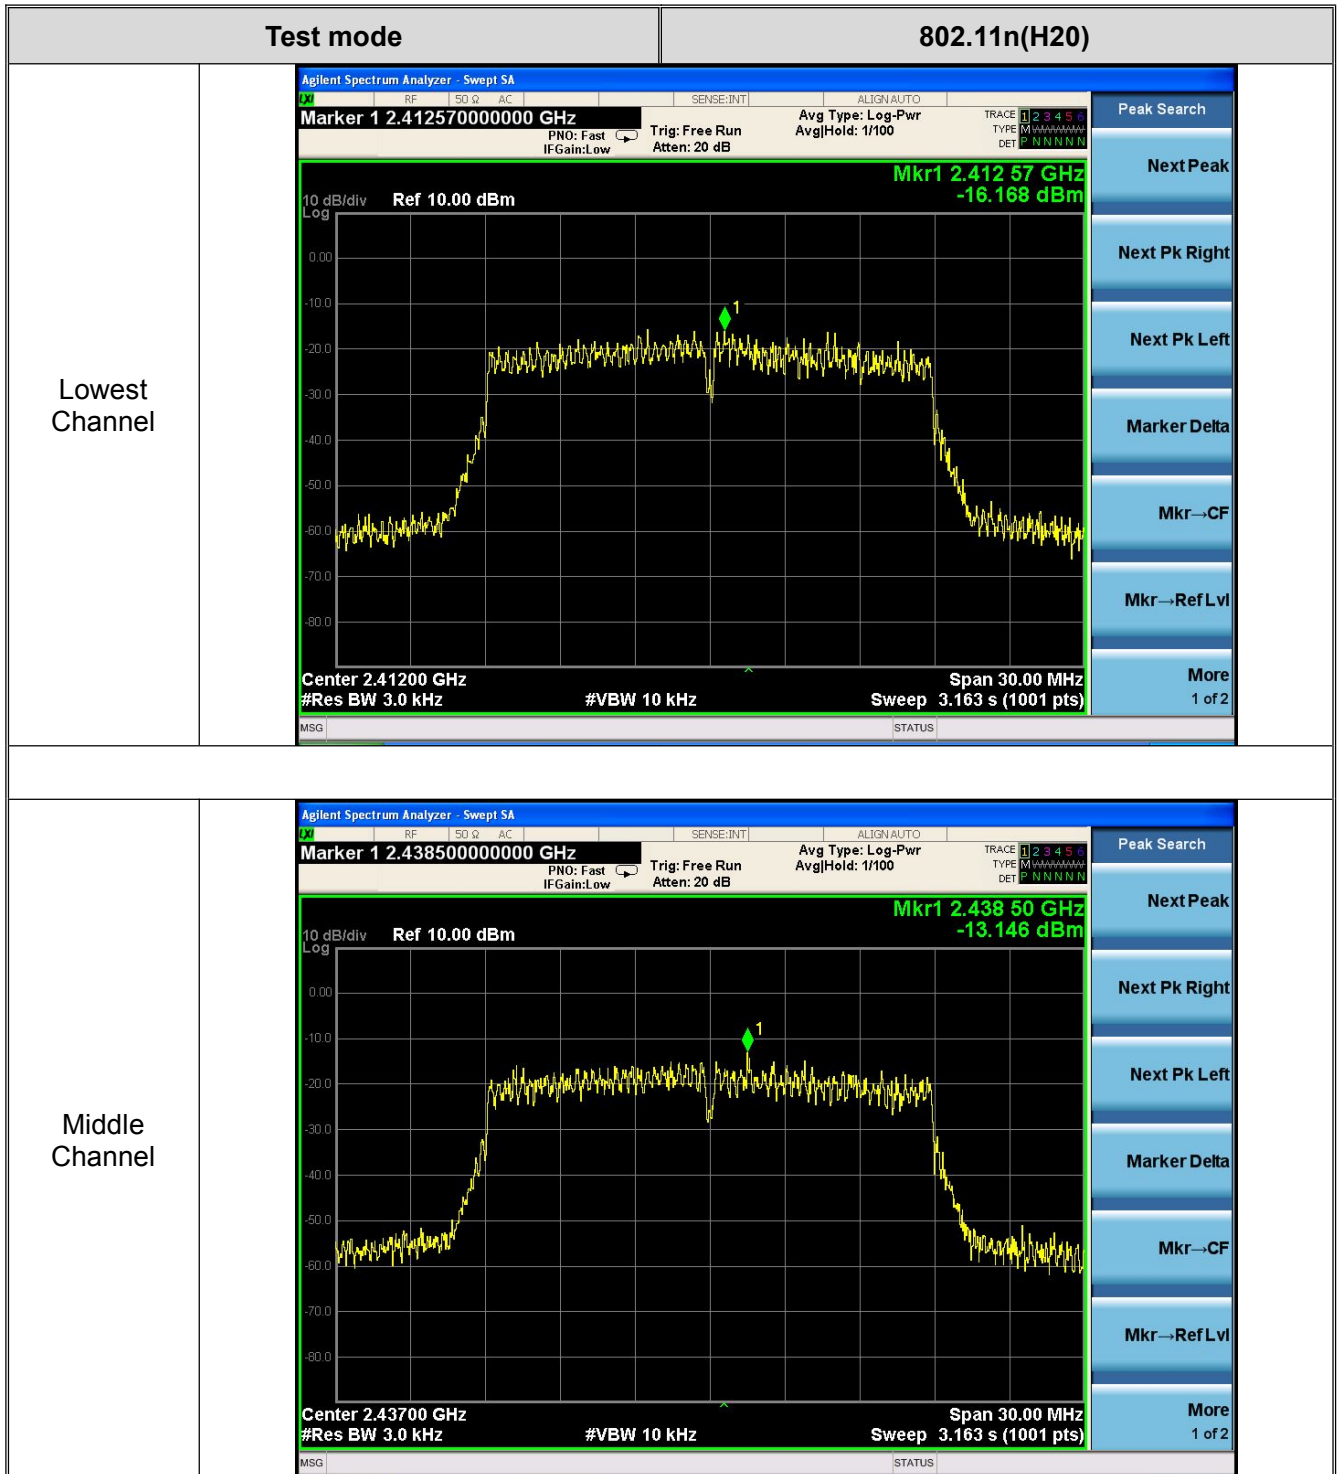 Test mode
802.11n(H20)
Lowest
Channel
Agilent Spectrum Analyzer - Swept SA
LXI RF 50 Ω AC SENSE:INT ALIGN AUTO
Marker 1 2.412570000000 GHz
PNO: Fast
IFGain:Low
Trig: Free Run
Atten: 20 dB
Avg Type: Log-Pwr
Avg|Hold: 1/100
TRACE 1 2 3 4 5 6
TYPE M
DET P N N N N N
Mkr1 2.412 57 GHz
-16.168 dBm
10 dB/div Ref 10.00 dBm
Log
0.00
-10.0
-20.0
-30.0
-40.0
-50.0
-60.0
-70.0
-80.0
1
Center 2.41200 GHz Span 30.00 MHz
#Res BW 3.0 kHz #VBW 10 kHz Sweep 3.163 s (1001 pts)
MSG STATUS
Peak Search
Next Peak
Next Pk Right
Next Pk Left
Marker Delta
Mkr→CF
Mkr→Ref Lvl
More
1 of 2
Middle
Channel
Agilent Spectrum Analyzer - Swept SA
LXI RF 50 Ω AC SENSE:INT ALIGN AUTO
Marker 1 2.438500000000 GHz
PNO: Fast
IFGain:Low
Trig: Free Run
Atten: 20 dB
Avg Type: Log-Pwr
Avg|Hold: 1/100
TRACE 1 2 3 4 5 6
TYPE M
DET P N N N N N
Mkr1 2.438 50 GHz
-13.146 dBm
10 dB/div Ref 10.00 dBm
Log
0.00
-10.0
-20.0
-30.0
-40.0
-50.0
-60.0
-70.0
-80.0
1
Center 2.43700 GHz Span 30.00 MHz
#Res BW 3.0 kHz #VBW 10 kHz Sweep 3.163 s (1001 pts)
MSG STATUS
Peak Search
Next Peak
Next Pk Right
Next Pk Left
Marker Delta
Mkr→CF
Mkr→Ref Lvl
More
1 of 2